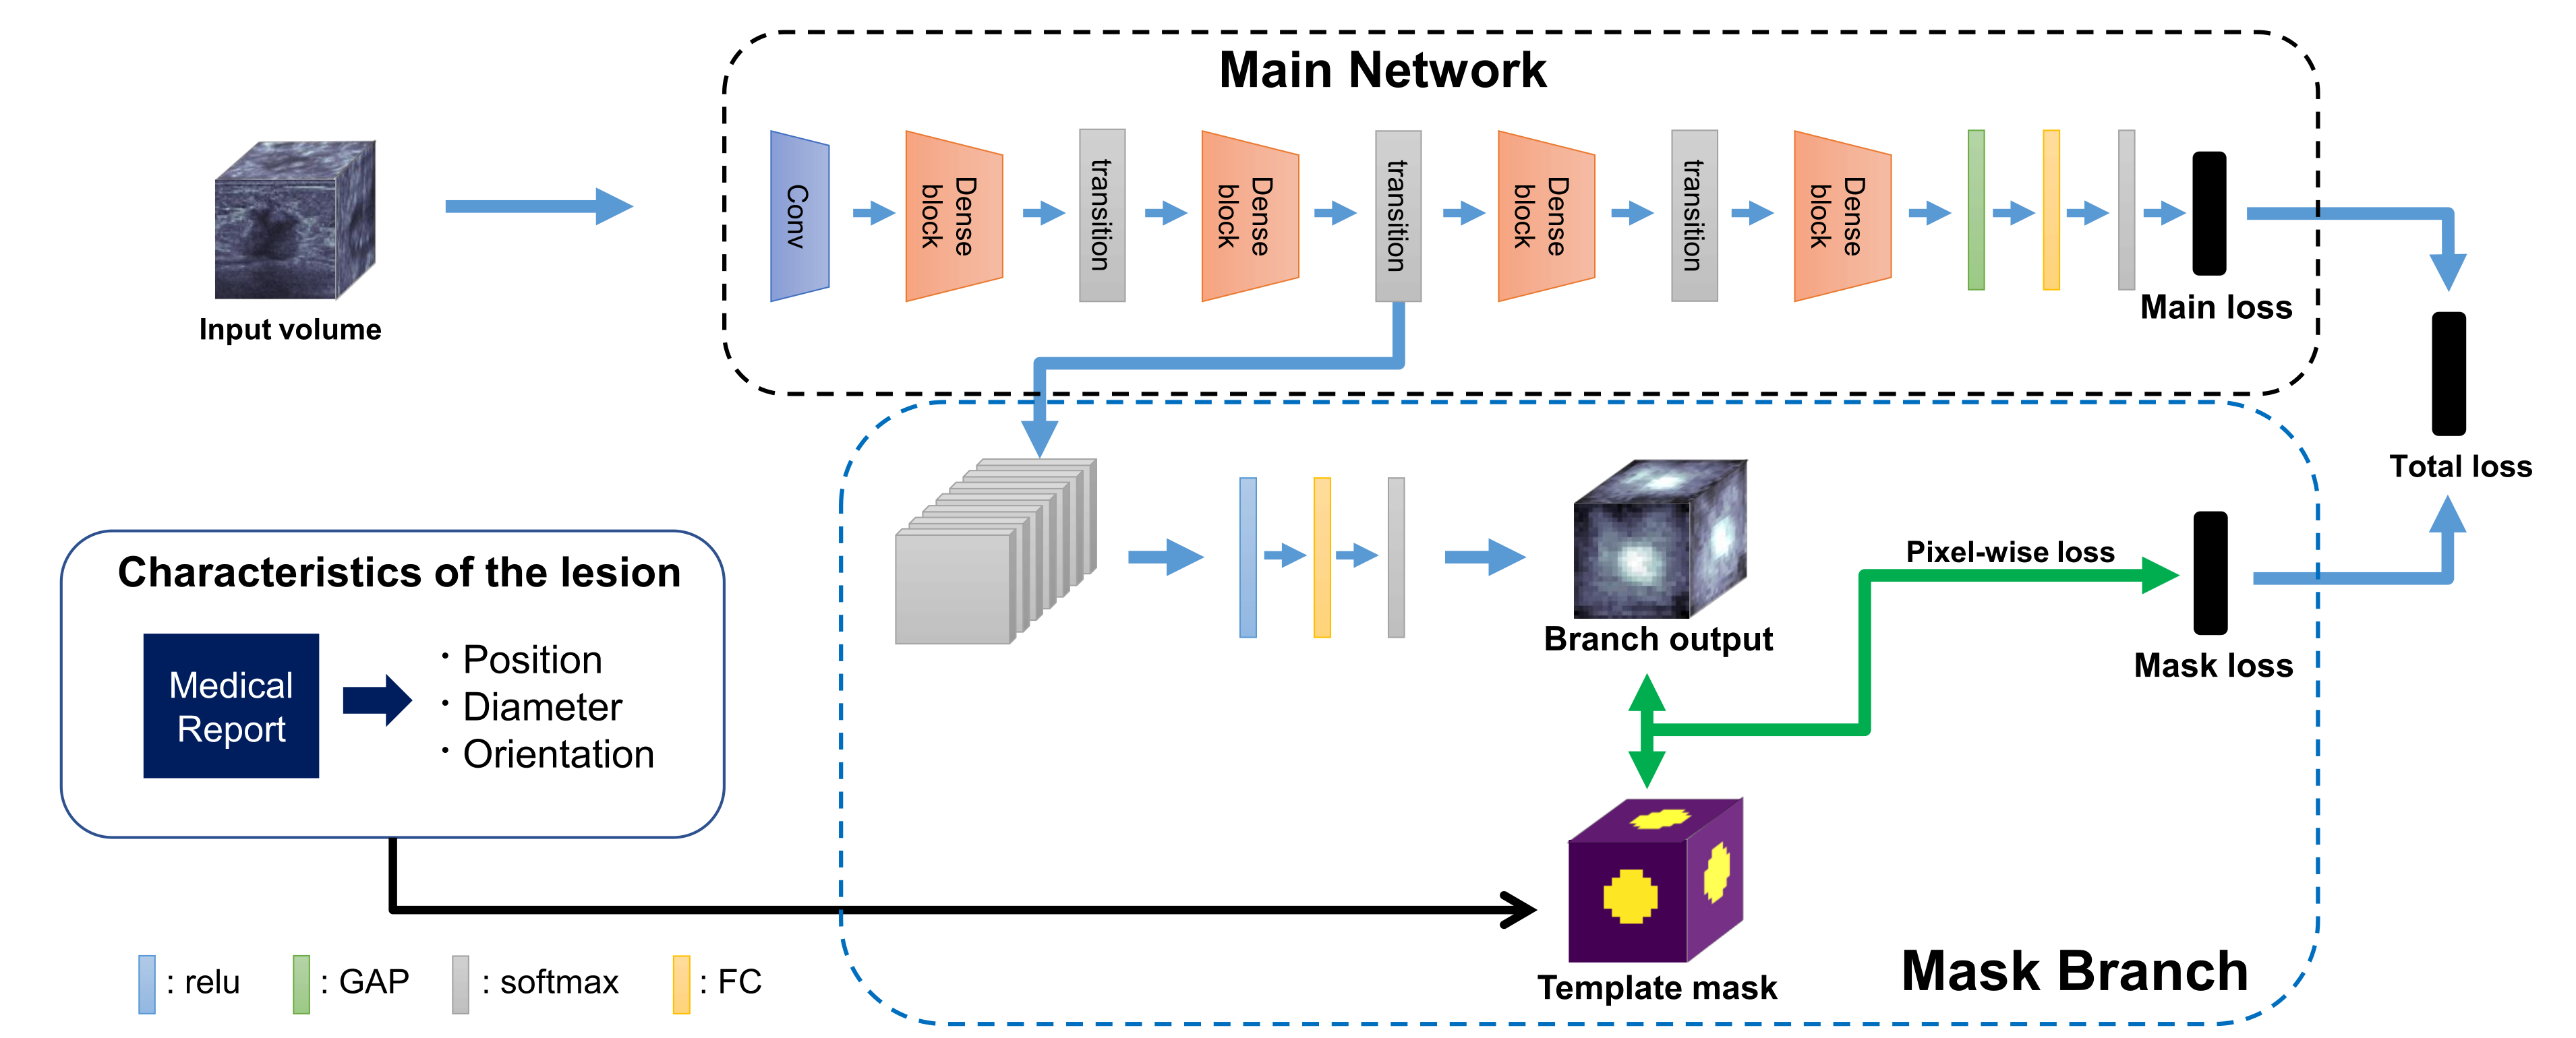 Main Network
Input volume
Conv
Dense
block
transition
Dense
block
transition
Dense
block
transition
Dense
block
Main loss
Total loss
Characteristics of the lesion
Medical
Report
・Position
・Diameter
・Orientation
Branch output
Pixel-wise loss
Mask loss
Template mask
Mask Branch
: relu
: GAP
: softmax
: FC